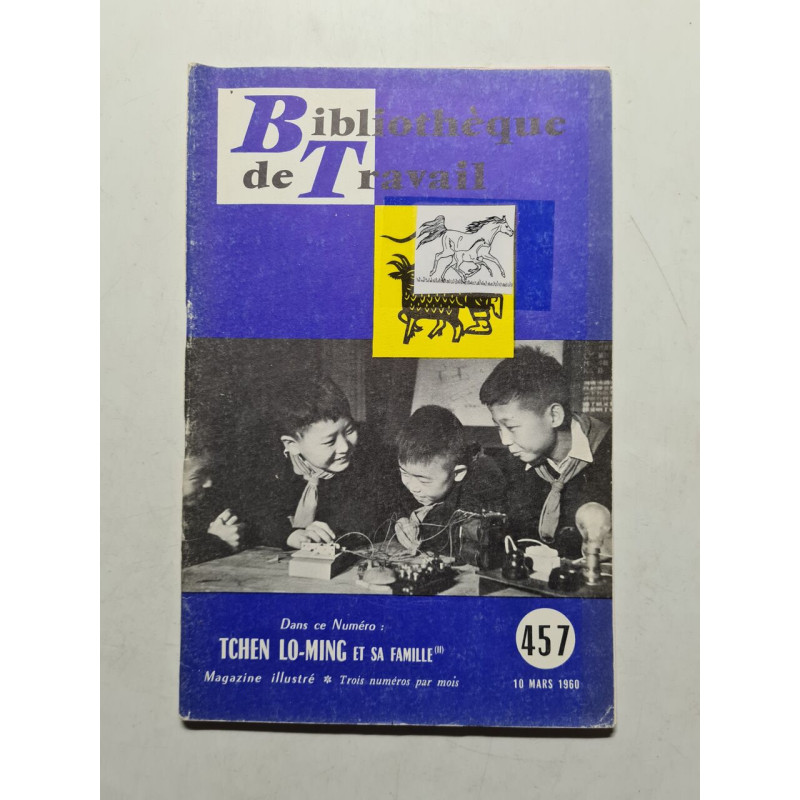 Bibliothèque
de Travail
Dans ce Numéro :
TCHEN LO-MING ET SA FAMILLE (II)
Magazine illustré * Trois numéros par mois
457
10 MARS 1960